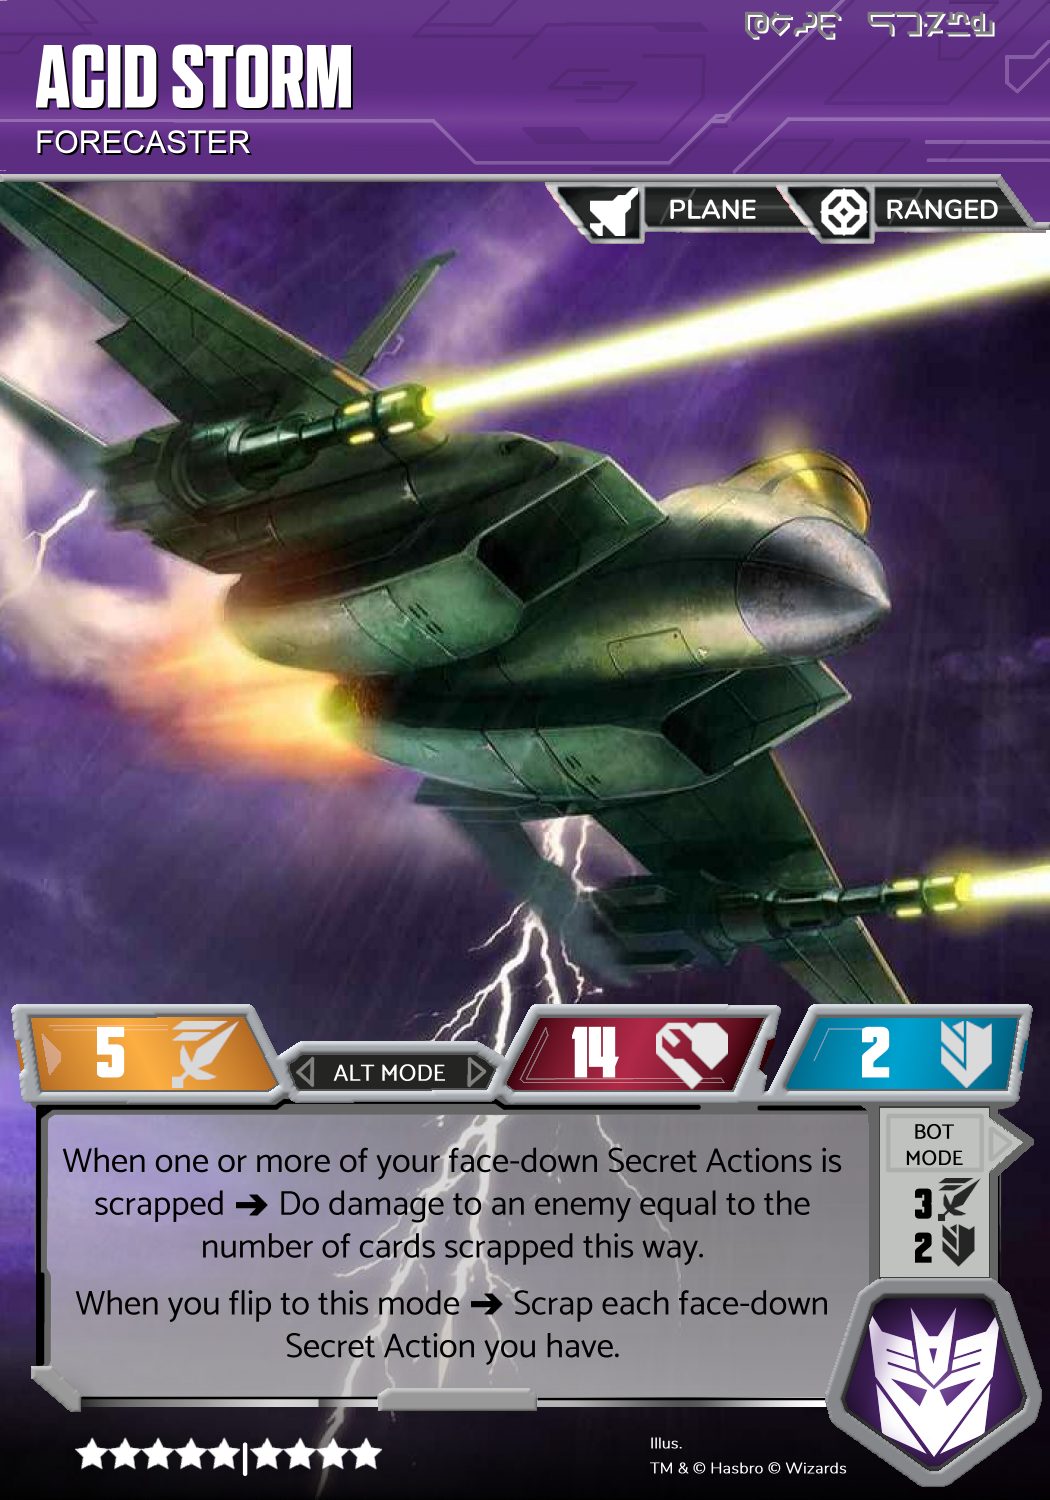 ACID STORM
FORECASTER
PLANE
RANGED
5
ALT MODE
14
2
When one or more of your face-down Secret Actions is
scrapped ➔ Do damage to an enemy equal to the
number of cards scrapped this way.
When you flip to this mode ➔ Scrap each face-down
Secret Action you have.
BOT
MODE
3
2
Illus.
TM & © Hasbro © Wizards